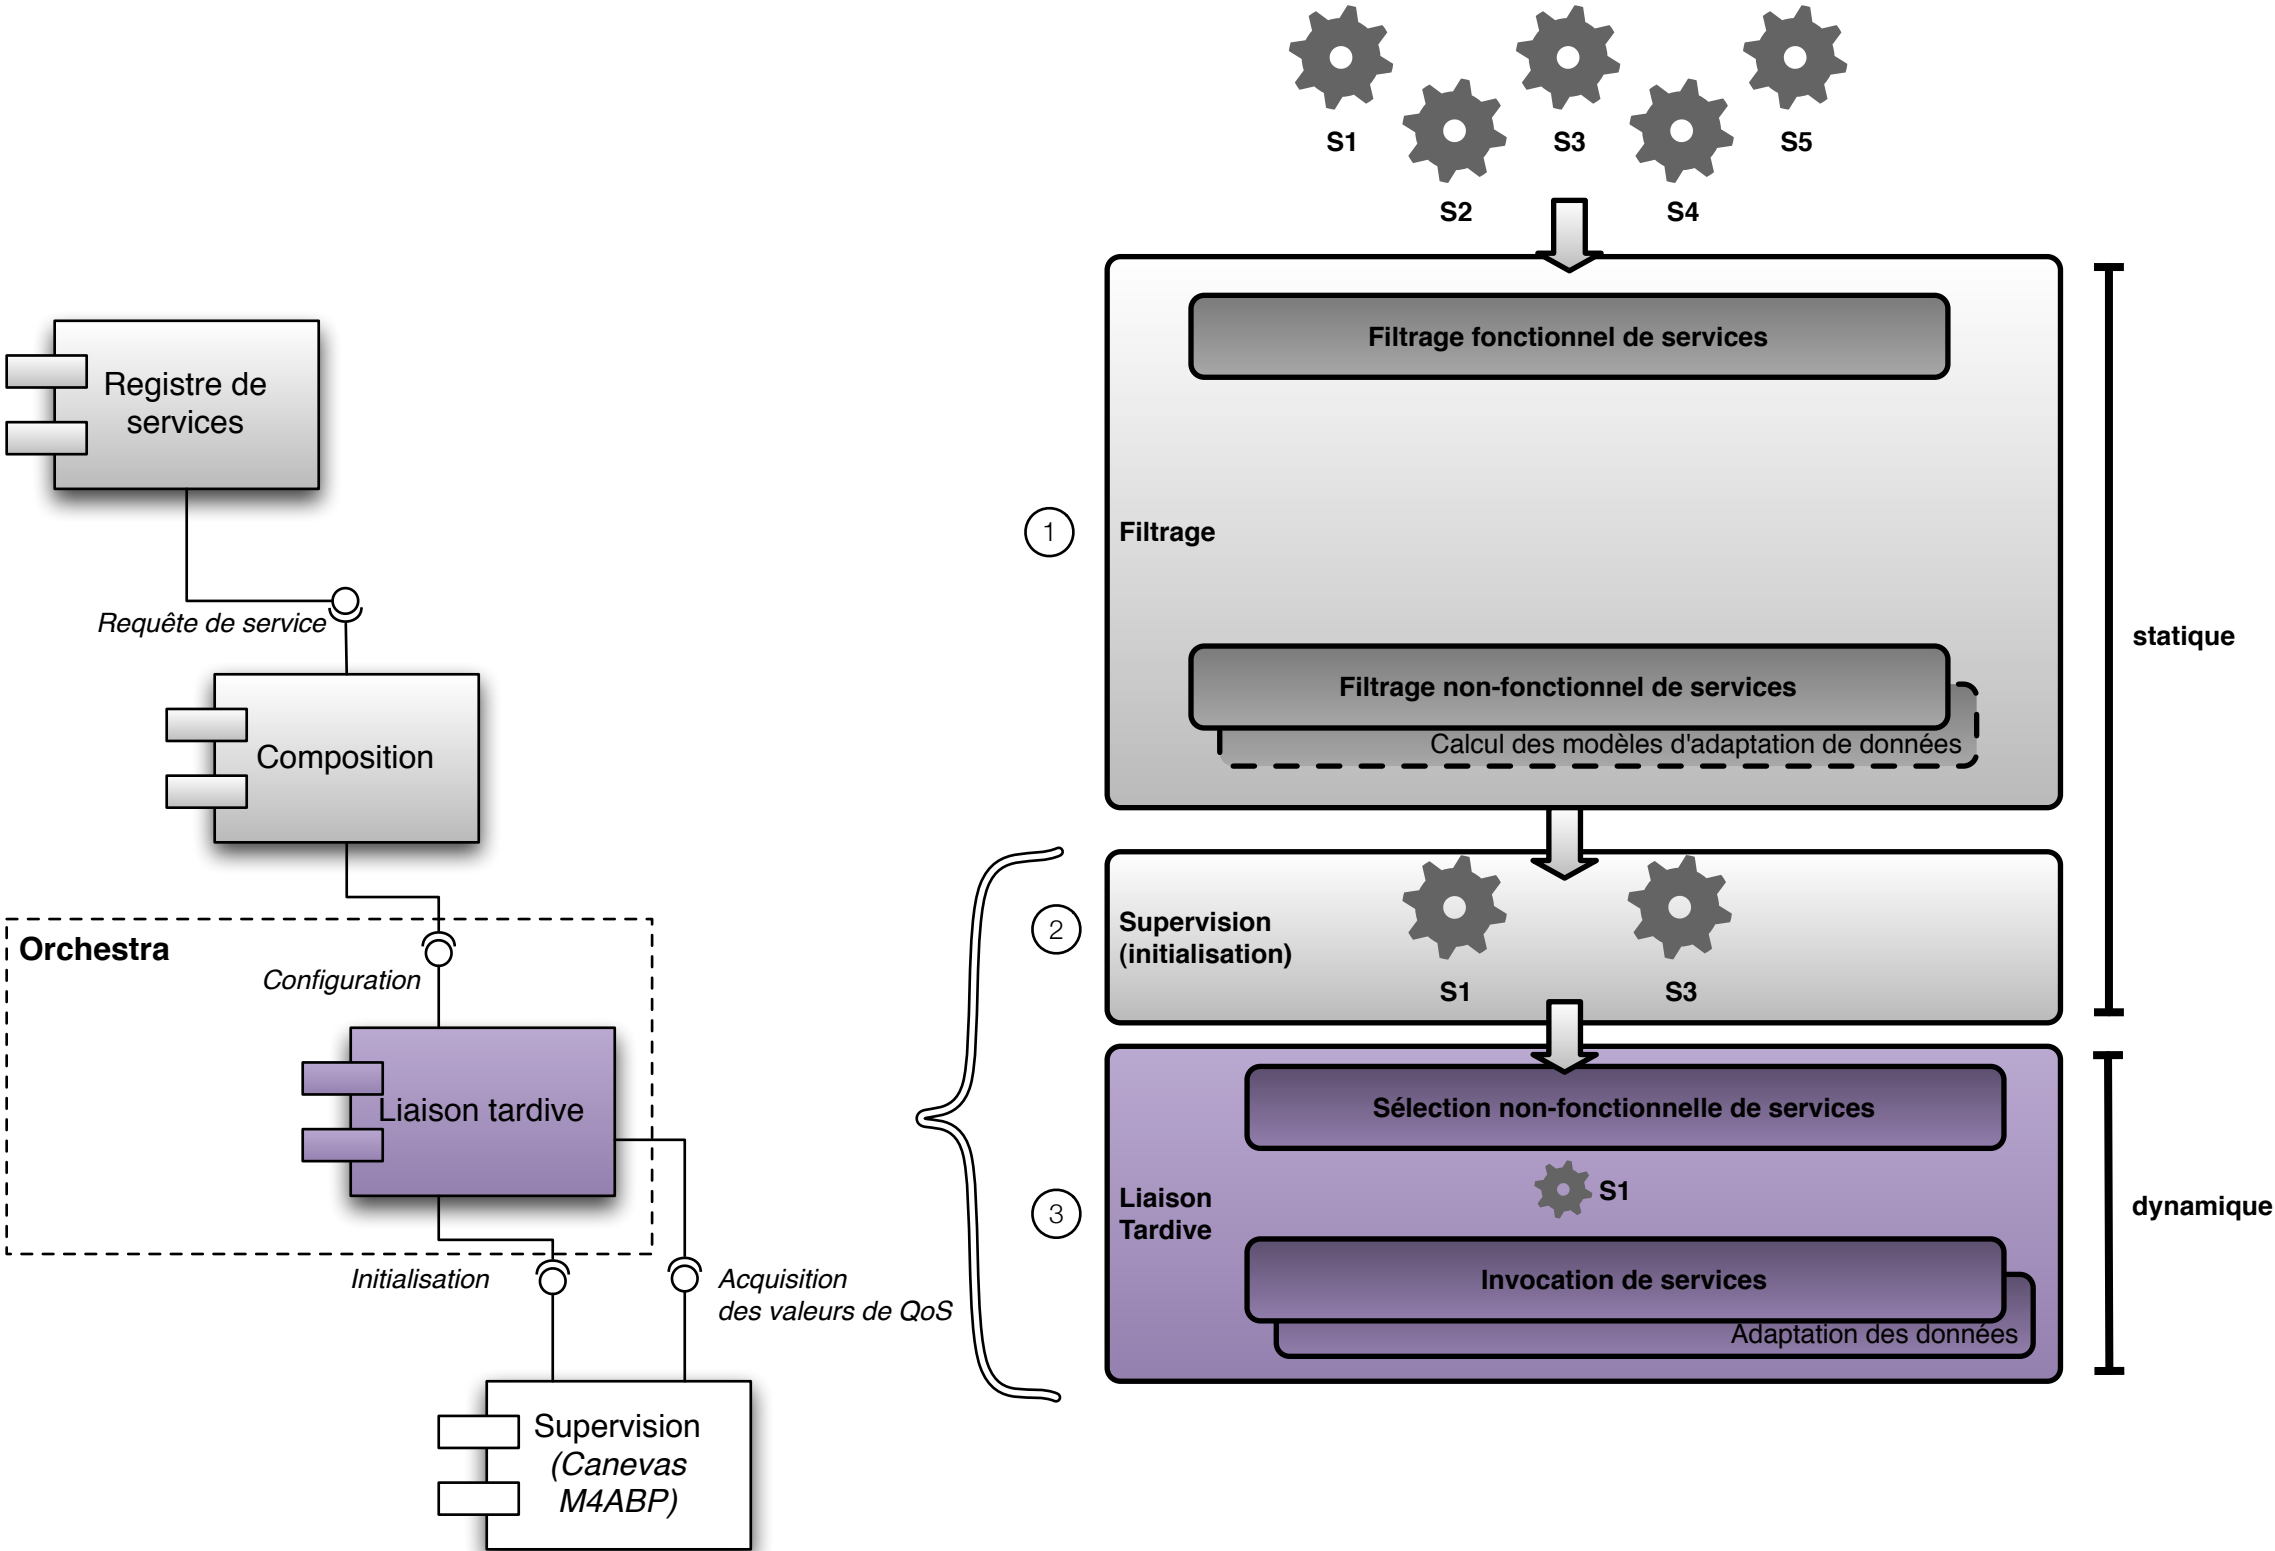 Registre de
services
Requête de service
Composition
Orchestra
Configuration
Liaison tardive
Initialisation
Acquisition
des valeurs de QoS
Supervision
(Canevas
M4ABP)
S1
S3
S5
S2
S4
Filtrage fonctionnel de services
1
Filtrage
Filtrage non-fonctionnel de services
Calcul des modèles d'adaptation de données
statique
2
Supervision
(initialisation)
S1
S3
Sélection non-fonctionnelle de services
S1
3
Liaison
Tardive
Invocation de services
Adaptation des données
dynamique